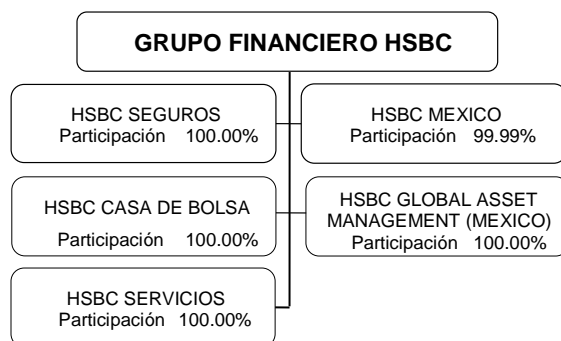 GRUPO FINANCIERO HSBC
HSBC SEGUROS
Participación 100.00%
HSBC MEXICO
Participación 99.99%
HSBC CASA DE BOLSA
Participación 100.00%
HSBC GLOBAL ASSET
MANAGEMENT (MEXICO)
Participación 100.00%
HSBC SERVICIOS
Participación 100.00%